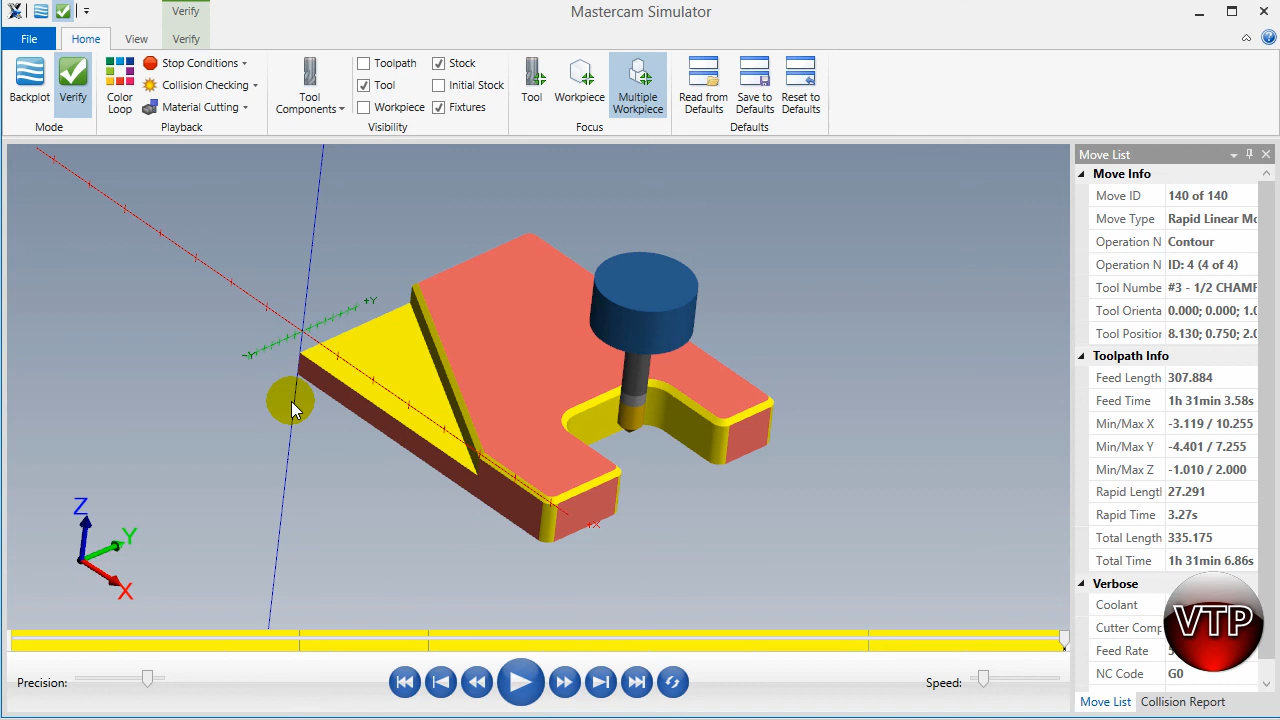 Verify
Mastercam Simulator
File Home View Verify
Backplot
Verify
Mode
Color Loop
Stop Conditions
Collision Checking
Material Cutting
Playback
Tool Components
Toolpath
Tool
Workpiece
Stock
Initial Stock
Fixtures
Visibility
Tool
Workpiece
Multiple Workpiece
Focus
Read from Defaults
Save to Defaults
Reset to Defaults
Defaults
+Y
-Y
+X
Z
Y
X
Move List
Move Info
Move ID 140 of 140
Move Type Rapid Linear Mo
Operation N Contour
Operation N ID: 4 (4 of 4)
Tool Numbe #3 - 1/2 CHAMF
Tool Orienta 0.000; 0.000; 1.0
Tool Position 8.130; 0.750; 2.0
Toolpath Info
Feed Length 307.884
Feed Time 1h 31min 3.58s
Min/Max X -3.119 / 10.255
Min/Max Y -4.401 / 7.255
Min/Max Z -1.010 / 2.000
Rapid Length 27.291
Rapid Time 3.27s
Total Length 335.175
Total Time 1h 31min 6.86s
Verbose
Coolant
Cutter Comp
Feed Rate
NC Code G0
VTP
Move List Collision Report
Precision:
Speed: